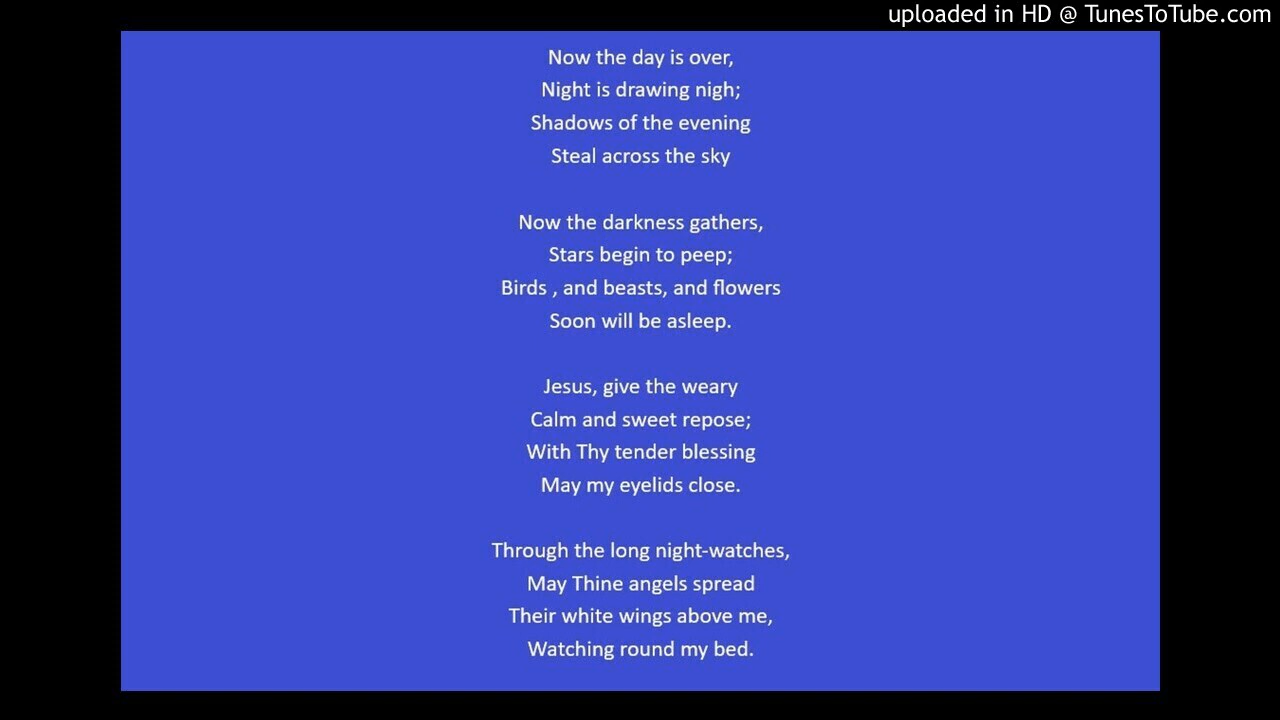 uploaded in HD @ TunesToTube.com
Now the day is over,
Night is drawing nigh;
Shadows of the evening
Steal across the sky
Now the darkness gathers,
Stars begin to peep;
Birds , and beasts, and flowers
Soon will be asleep.
Jesus, give the weary
Calm and sweet repose;
With Thy tender blessing
May my eyelids close.
Through the long night-watches,
May Thine angels spread
Their white wings above me,
Watching round my bed.